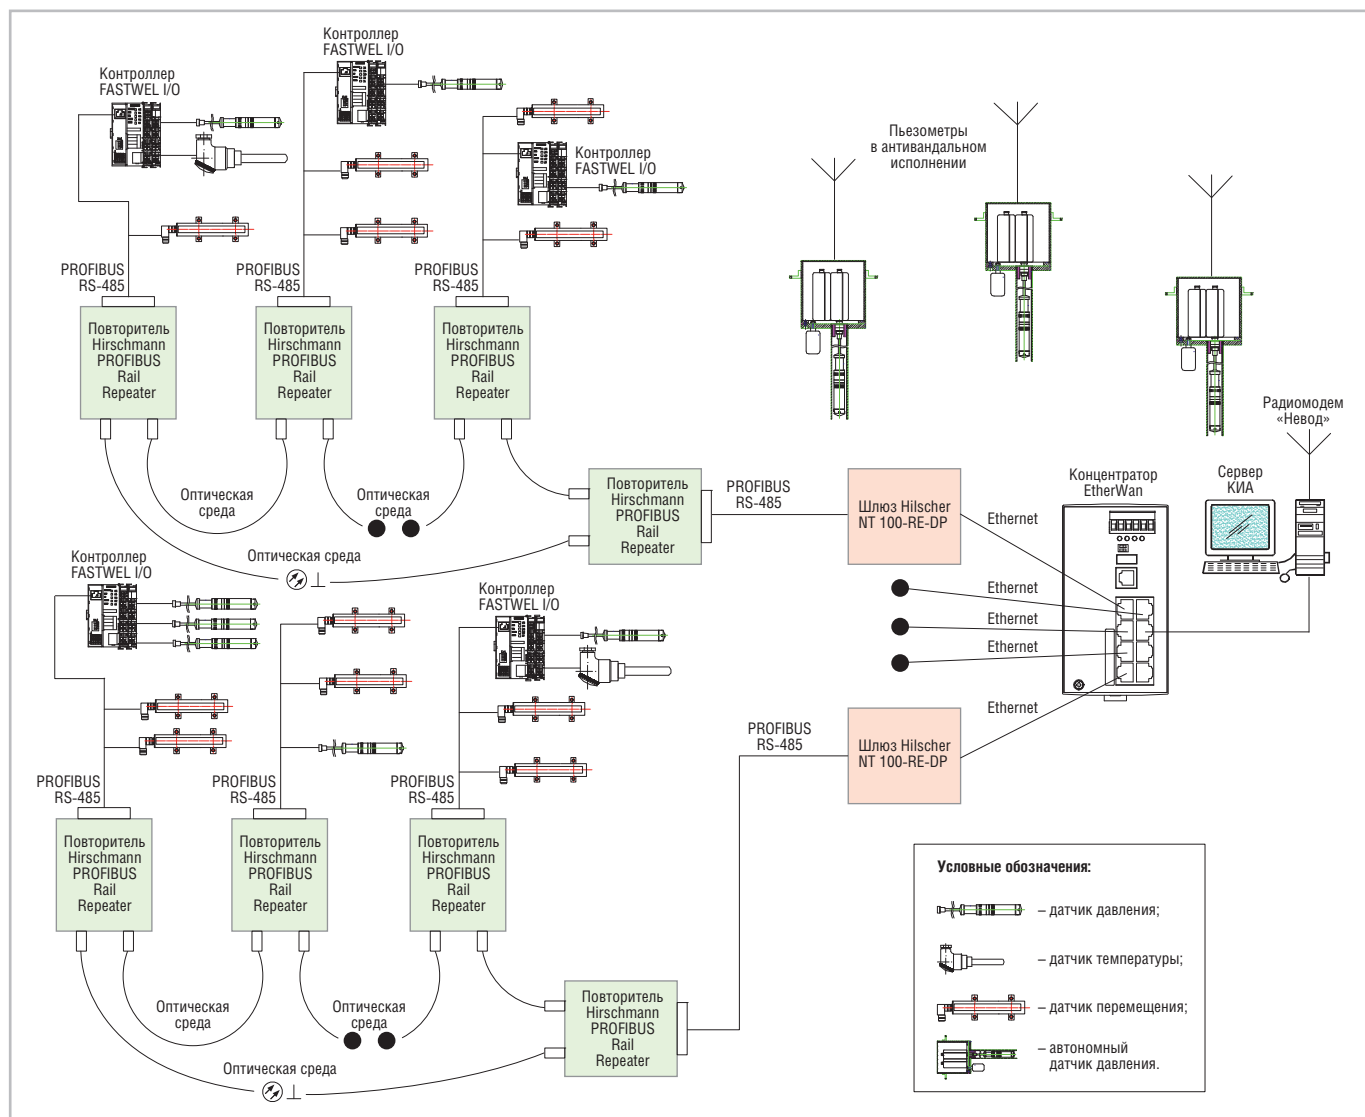 Контроллер
FASTWEL I/O
Контроллер
FASTWEL I/O
Контроллер
FASTWEL I/O
Пьезометры
в антивандальном
исполнении
PROFIBUS
RS-485
PROFIBUS
RS-485
PROFIBUS
RS-485
Повторитель
Hirschmann
PROFIBUS
Rail
Repeater
Повторитель
Hirschmann
PROFIBUS
Rail
Repeater
Повторитель
Hirschmann
PROFIBUS
Rail
Repeater
Оптическая
среда
Оптическая
среда
Оптическая среда
Повторитель
Hirschmann
PROFIBUS
Rail
Repeater
PROFIBUS
RS-485
Шлюз Hilscher
NT 100-RE-DP
Ethernet
Концентратор
EtherWan
Сервер
КИА
Радиомодем
«Невод»
Ethernet
Ethernet
Ethernet
Ethernet
Контроллер
FASTWEL I/O
Контроллер
FASTWEL I/O
PROFIBUS
RS-485
Шлюз Hilscher
NT 100-RE-DP
PROFIBUS
RS-485
PROFIBUS
RS-485
PROFIBUS
RS-485
Повторитель
Hirschmann
PROFIBUS
Rail
Repeater
Повторитель
Hirschmann
PROFIBUS
Rail
Repeater
Повторитель
Hirschmann
PROFIBUS
Rail
Repeater
Оптическая
среда
Оптическая
среда
Оптическая среда
Повторитель
Hirschmann
PROFIBUS
Rail
Repeater
Условные обозначения:
– датчик давления;
– датчик температуры;
– датчик перемещения;
– автономный
датчик давления.